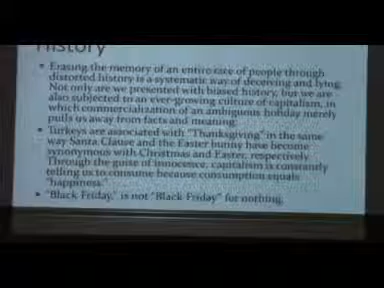 History
• Erasing the memory of an entire race of people through
distorted history is a systematic way of deceiving and lying.
Not only are we presented with biased history, but we are
also subjected to an ever-growing culture of capitalism, in
which commercialization of an ambiguous holiday merely
pulls us away from facts and meaning.
• Turkeys are associated with "Thanksgiving" in the same
way Santa Clause and the Easter bunny have become
synonymous with Christmas and Easter, respectively.
Through the guise of innocence, capitalism is constantly
telling us to consume because consumption equals
"happiness."
• "Black Friday," is not "Black Friday" for nothing.